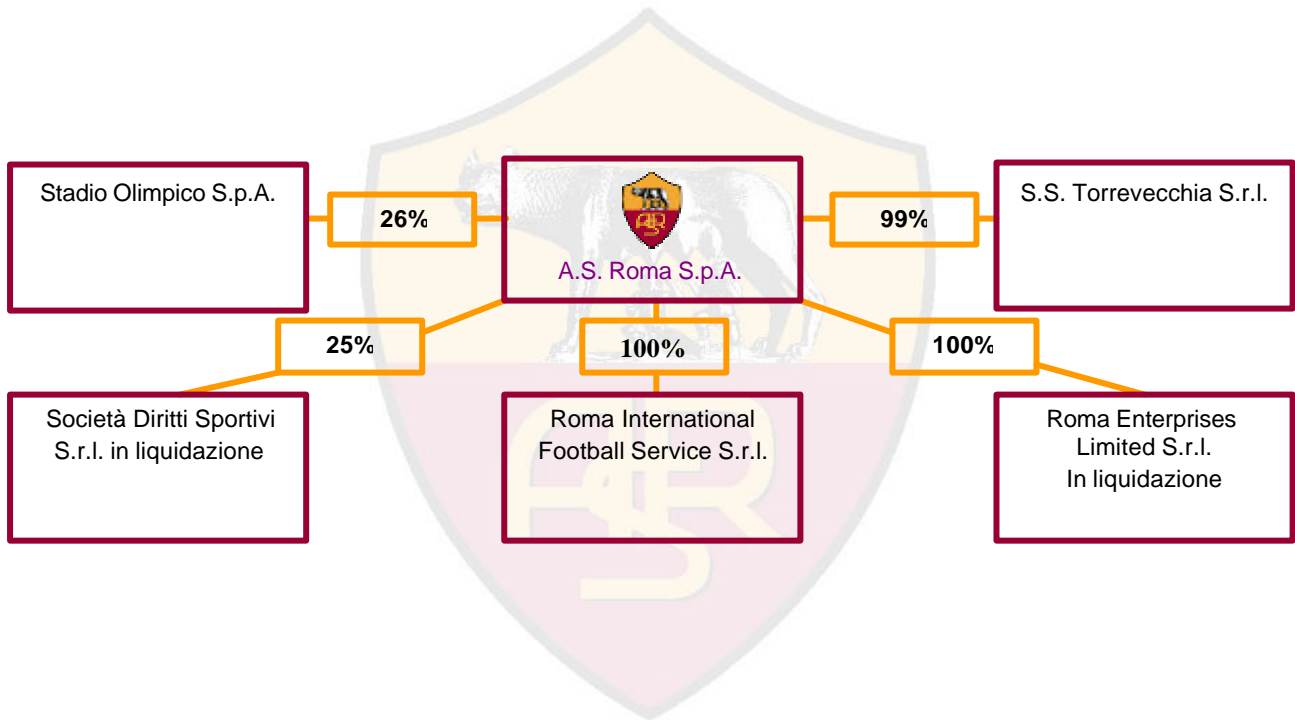 Stadio Olimpico S.p.A.
26%
A.S. Roma S.p.A.
99%
S.S. Torrevecchia S.r.l.
25%
100%
100%
Società Diritti Sportivi
S.r.l. in liquidazione
Roma International
Football Service S.r.l.
Roma Enterprises
Limited S.r.l.
In liquidazione
ASR